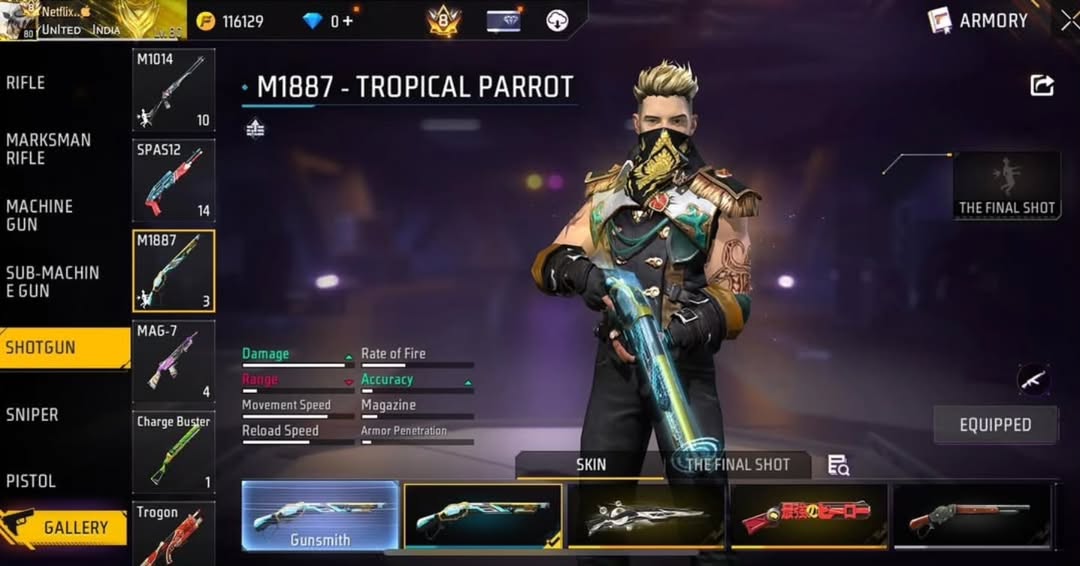 Netflix..
UNITED INDIA
80
116129
0 +
8
ARMORY
RIFLE
MARKSMAN
RIFLE
MACHINE
GUN
SUB-MACHIN
E GUN
SHOTGUN
SNIPER
PISTOL
GALLERY
M1014
10
SPAS12
14
M1887
3
MAG-7
4
Charge Buster
1
Trogon
M1887 - TROPICAL PARROT
THE FINAL SHOT
Damage
Rate of Fire
Range
Accuracy
Movement Speed
Magazine
Reload Speed
Armor Penetration
EQUIPPED
SKIN
THE FINAL SHOT
Gunsmith